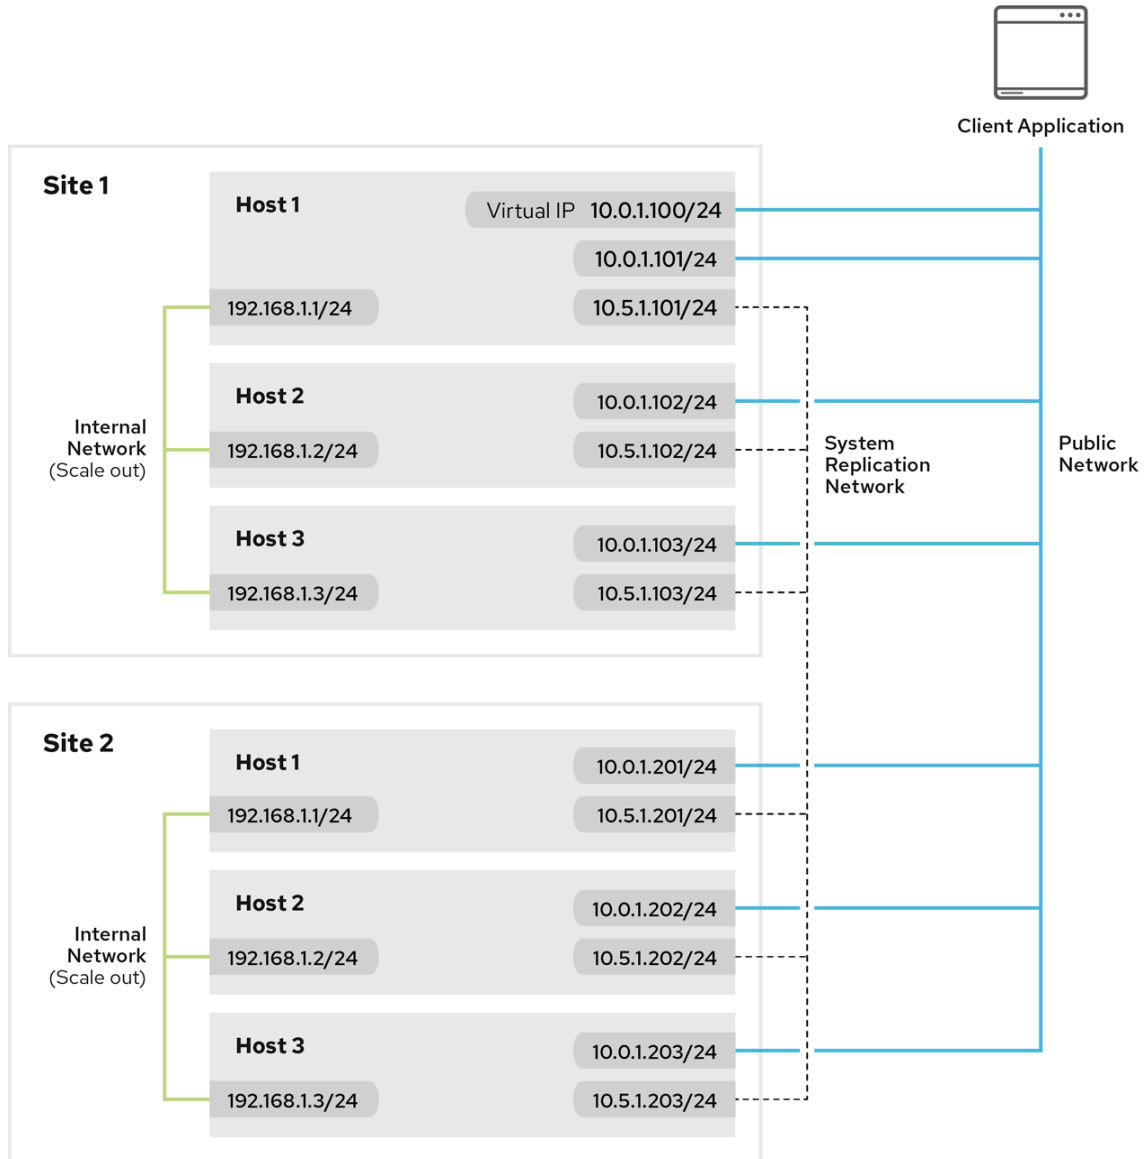 Client Application
Site 1
Host 1
Virtual IP 10.0.1.100/24
10.0.1.101/24
192.168.1.1/24
10.5.1.101/24
Host 2
10.0.1.102/24
192.168.1.2/24
10.5.1.102/24
Host 3
10.0.1.103/24
192.168.1.3/24
10.5.1.103/24
Internal
Network
(Scale out)
System
Replication
Network
Public
Network
Site 2
Host 1
10.0.1.201/24
192.168.1.1/24
10.5.1.201/24
Host 2
10.0.1.202/24
192.168.1.2/24
10.5.1.202/24
Host 3
10.0.1.203/24
192.168.1.3/24
10.5.1.203/24
Internal
Network
(Scale out)